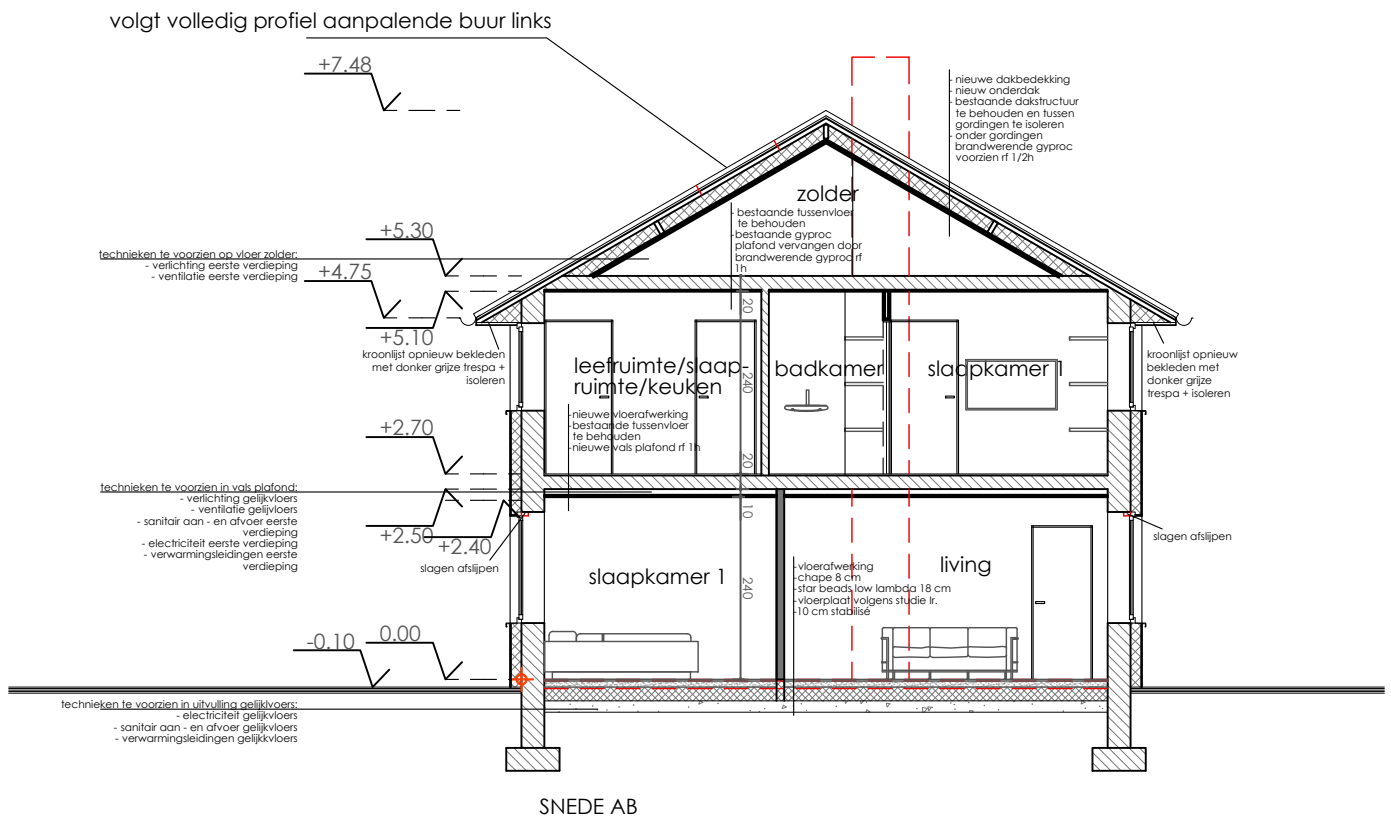 volgt volledig profiel aanpalende buur links
+7.48
- nieuwe dakbedekking
- nieuw onderdak
- bestaande dakstructuur
te behouden en tussen
gordingen te isoleren
- onder gordingen
brandwerende gyproc
voorzien rf 1/2h
zolder
- bestaande tussenvloer
te behouden
- bestaande gyproc
plafond vervangen door
brandwerende gyproc rf
1h
+5.30
technieken te voorzien op vloer zolder:
- verlichting eerste verdieping
- ventilatie eerste verdieping
+4.75
+5.10
20
kroonlijst opnieuw bekleden
met donker grijze trespa +
isoleren
leefruimte/slaap-
ruimte/keuken
240
badkamer
slaapkamer 1
kroonlijst opnieuw
bekleden met
donker grijze
trespa + isoleren
- nieuwe vloerafwerking
- bestaande tussenvloer
te behouden
- nieuwe vals plafond rf 1h
+2.70
20
technieken te voorzien in vals plafond:
- verlichting gelijkvloers
- ventilatie gelijvloers
- sanitair aan - en afvoer eerste
verdieping
- electriciteit eerste verdieping
- verwarmingsleidingen eerste
verdieping
10
+2.50
+2.40
slagen afslijpen
slagen afslijpen
slaapkamer 1
240
- vloerafwerking
- chape 8 cm
- star beads low lambda 18 cm
- vloerplaat volgens studie Ir.
- 10 cm stabilisé
living
-0.10
0.00
technieken te voorzien in uitvulling gelijklvoers:
- electriciteit gelijkvloers
- sanitair aan - en afvoer gelijkvloers
- verwarmingsleidingen gelijkkvloers
SNEDE AB